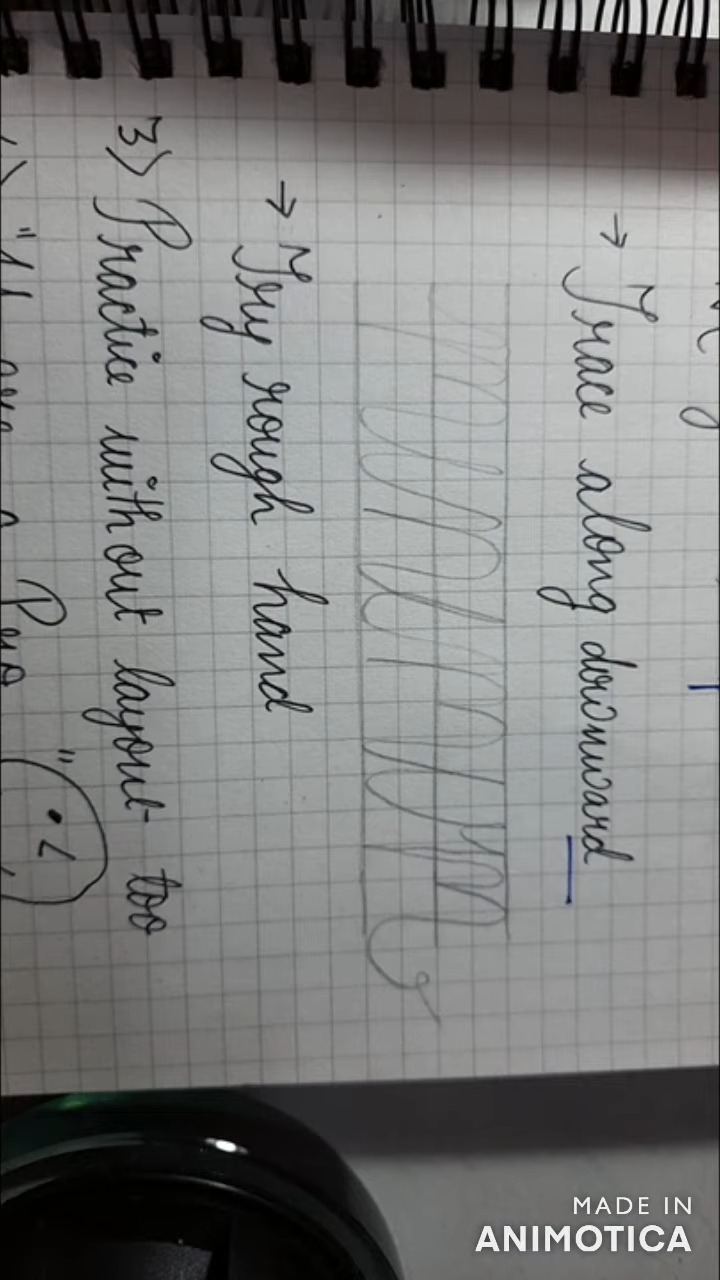 → Trace along downward
→ Try rough hand
3) Practice without layout too
MADE IN
ANIMOTICA